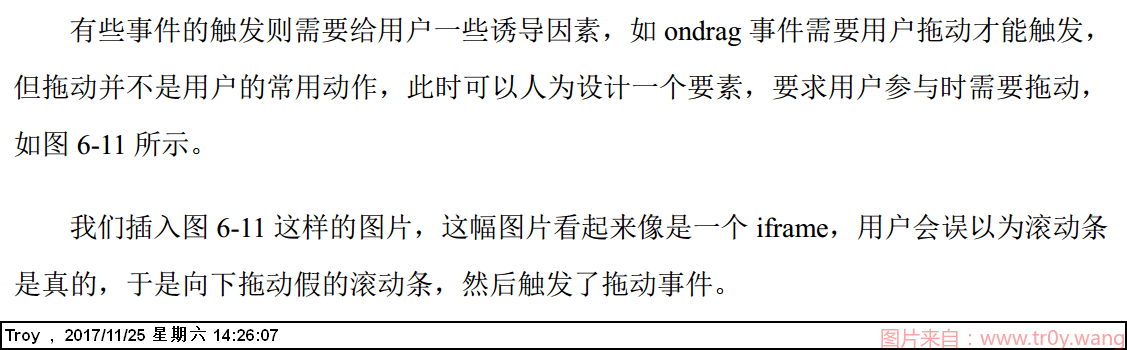 有些事件的触发则需要给用户一些诱导因素，如 ondrag 事件需要用户拖动才能触发，
但拖动并不是用户的常用动作，此时可以人为设计一个要素，要求用户参与时需要拖动，
如图 6-11 所示。
我们插入图 6-11 这样的图片，这幅图片看起来像是一个 iframe，用户会误以为滚动条
是真的，于是向下拖动假的滚动条，然后触发了拖动事件。
Troy , 2017/11/25 星期六 14:26:07
图片来自：www.tr0y.wang